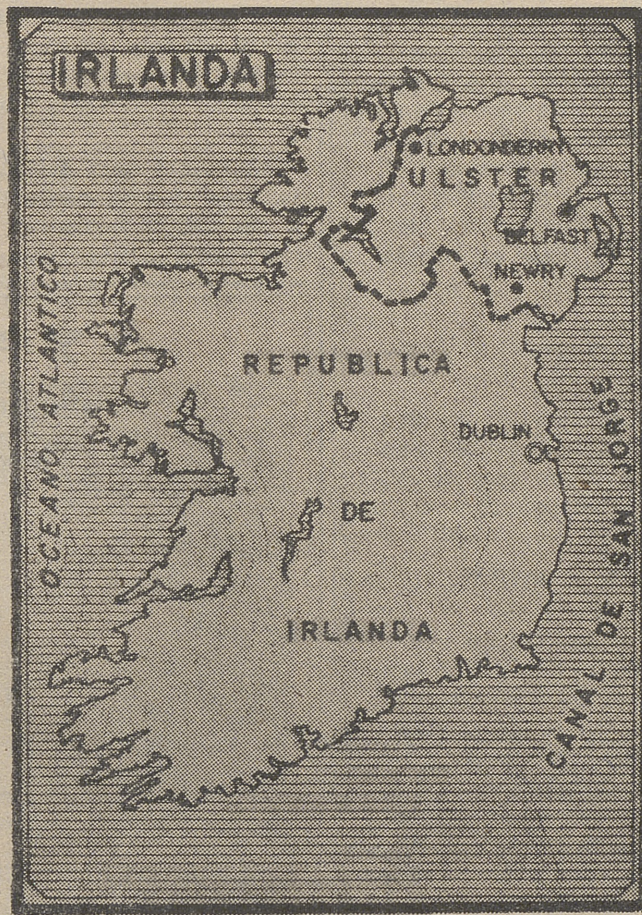 IRLANDA
LONDONDERRY
ULSTER
BELFAST
NEWRY
OCEANO ATLANTICO
REPUBLICA
DUBLIN
DE
IRLANDA
CANAL DE SAN JORGE